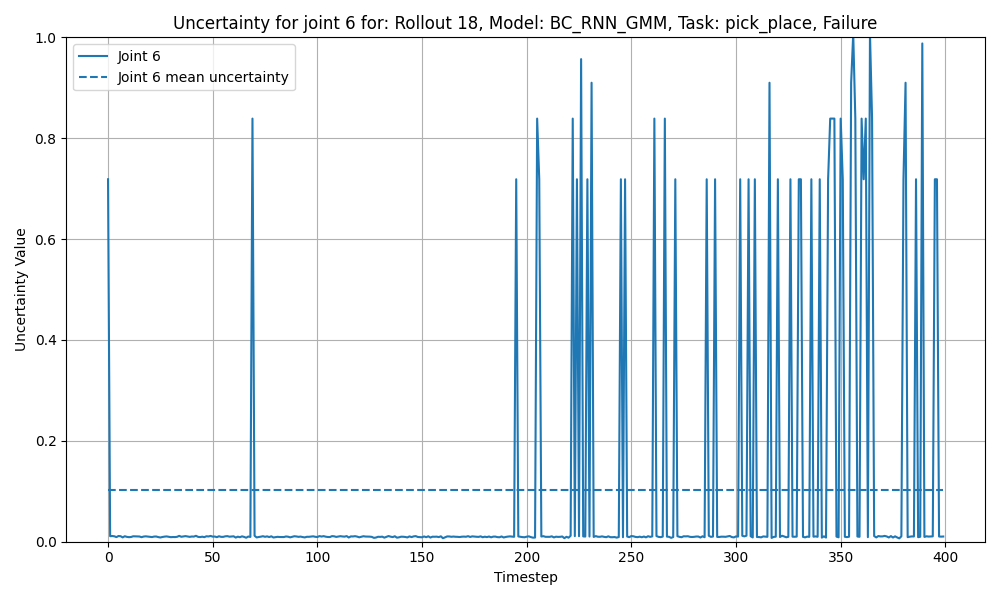 Uncertainty for joint 6 for: Rollout 18, Model: BC_RNN_GMM, Task: pick_place, Failure
Joint 6
Joint 6 mean uncertainty
Uncertainty Value
1.0
0.8
0.6
0.4
0.2
0.0
0 50 100 150 200 250 300 350 400
Timestep